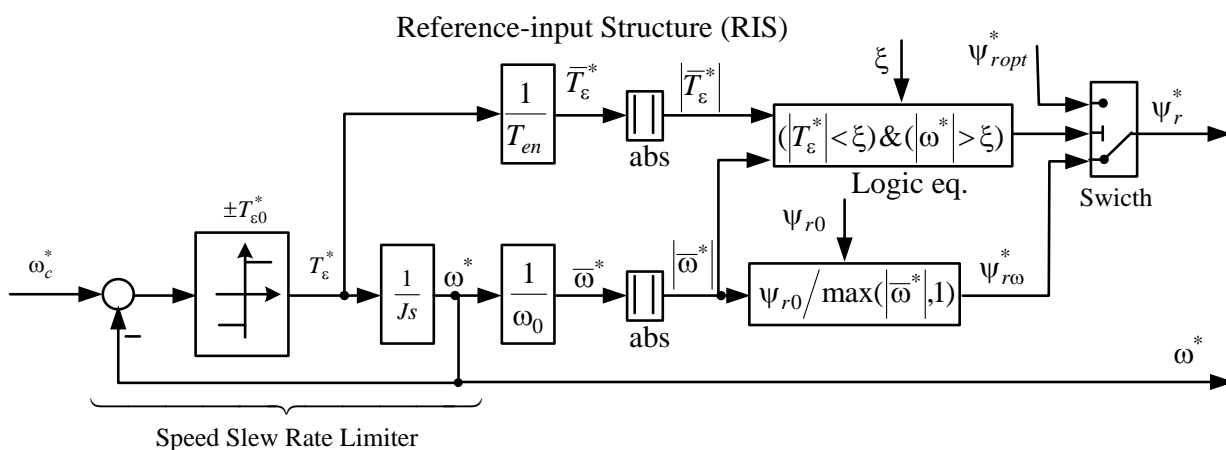 Reference-input Structure (RIS)
ξ
ψ*ropt
1/Ten
T̅*ε
|T̅*ε|
abs
(|T*ε|<ξ)&(|ω*|>ξ)
Logic eq.
ψ*r
Swicth
±T*ε0
ω*c
T*ε
1/Js
ω*
1/ω0
ω̅*
|ω̅*|
abs
ψr0
ψr0/max(|ω̅*|,1)
ψ*rω
ω*
Speed Slew Rate Limiter